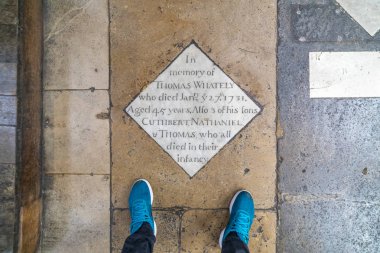 In
memory of
THOMAS WHATELY
who died Janry. ye. 27, 1731,
Aged 45 years. Also 3 of his sons
CUTHBERT, NATHANIEL
& THOMAS, who all
died in their
infancy.